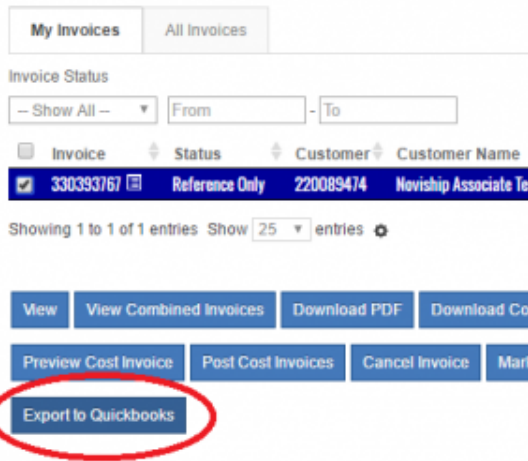 My Invoices All Invoices
Invoice Status
-- Show All -- From - To
Invoice Status Customer Customer Name
330393767 Reference Only 220089474 Noviship Associate Te
Showing 1 to 1 of 1 entries Show 25 entries
View View Combined Invoices Download PDF Download Co
Preview Cost Invoice Post Cost Invoices Cancel Invoice Mar
Export to Quickbooks